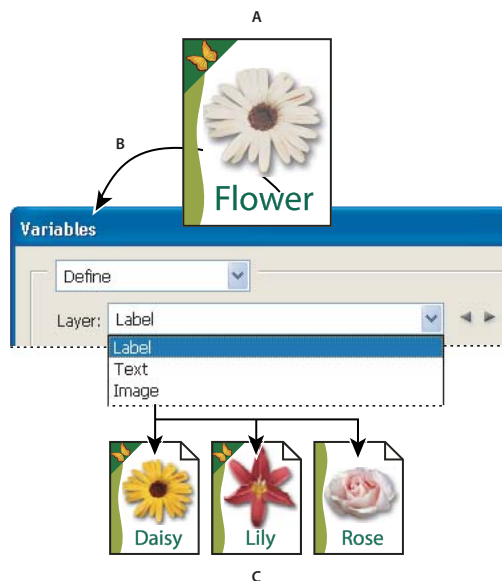 A
B
Flower
Variables
Define
Layer: Label
Label
Text
Image
Daisy
Lily
Rose
C